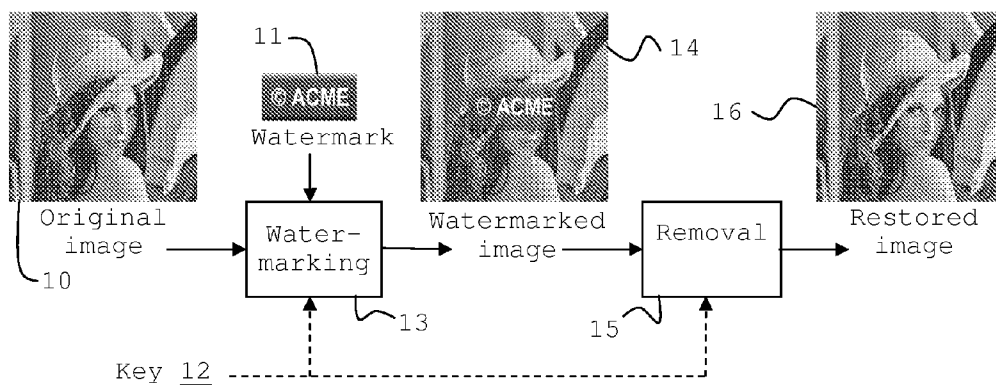 11
14
16
© ACME
© ACME
Watermark
Original
image
Watermarked
image
Restored
image
Water-
marking
Removal
10
13
15
Key 12